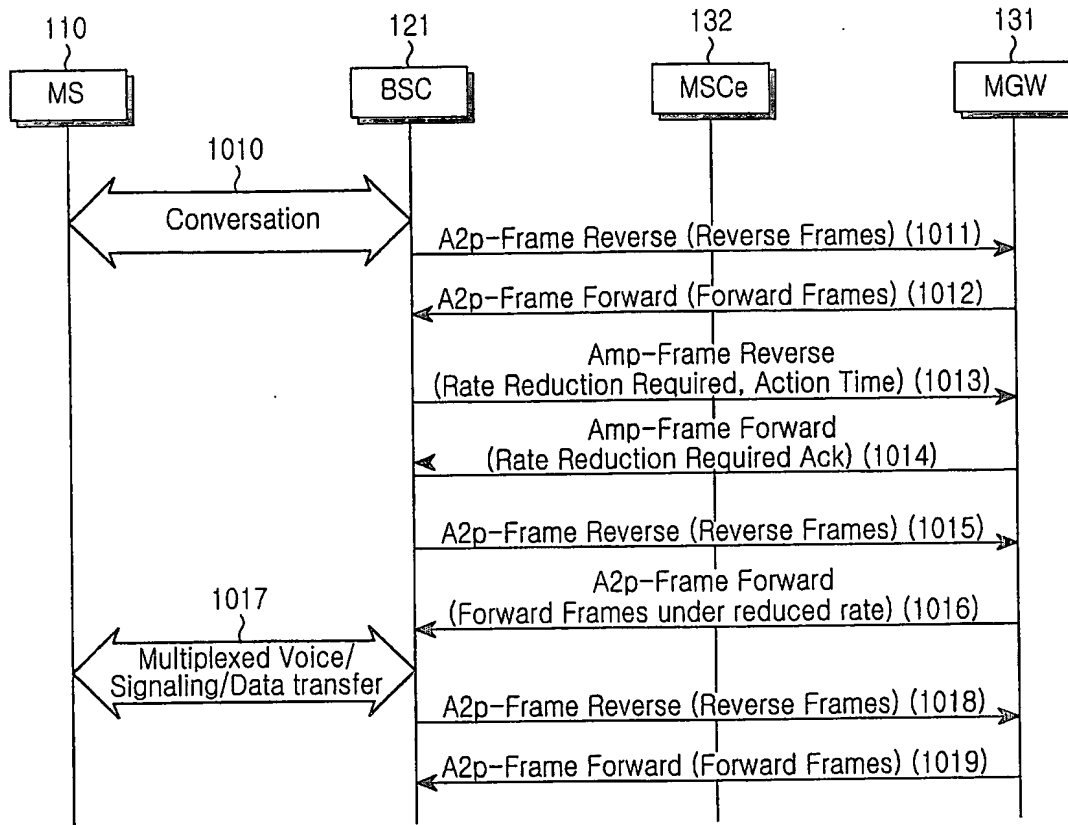 110
121
132
131
MS
BSC
MSCe
MGW
1010
Conversation
A2p-Frame Reverse (Reverse Frames) (1011)
A2p-Frame Forward (Forward Frames) (1012)
Amp-Frame Reverse
(Rate Reduction Required, Action Time) (1013)
Amp-Frame Forward
(Rate Reduction Required Ack) (1014)
A2p-Frame Reverse (Reverse Frames) (1015)
A2p-Frame Forward
(Forward Frames under reduced rate) (1016)
1017
Multiplexed Voice/
Signaling/Data transfer
A2p-Frame Reverse (Reverse Frames) (1018)
A2p-Frame Forward (Forward Frames) (1019)